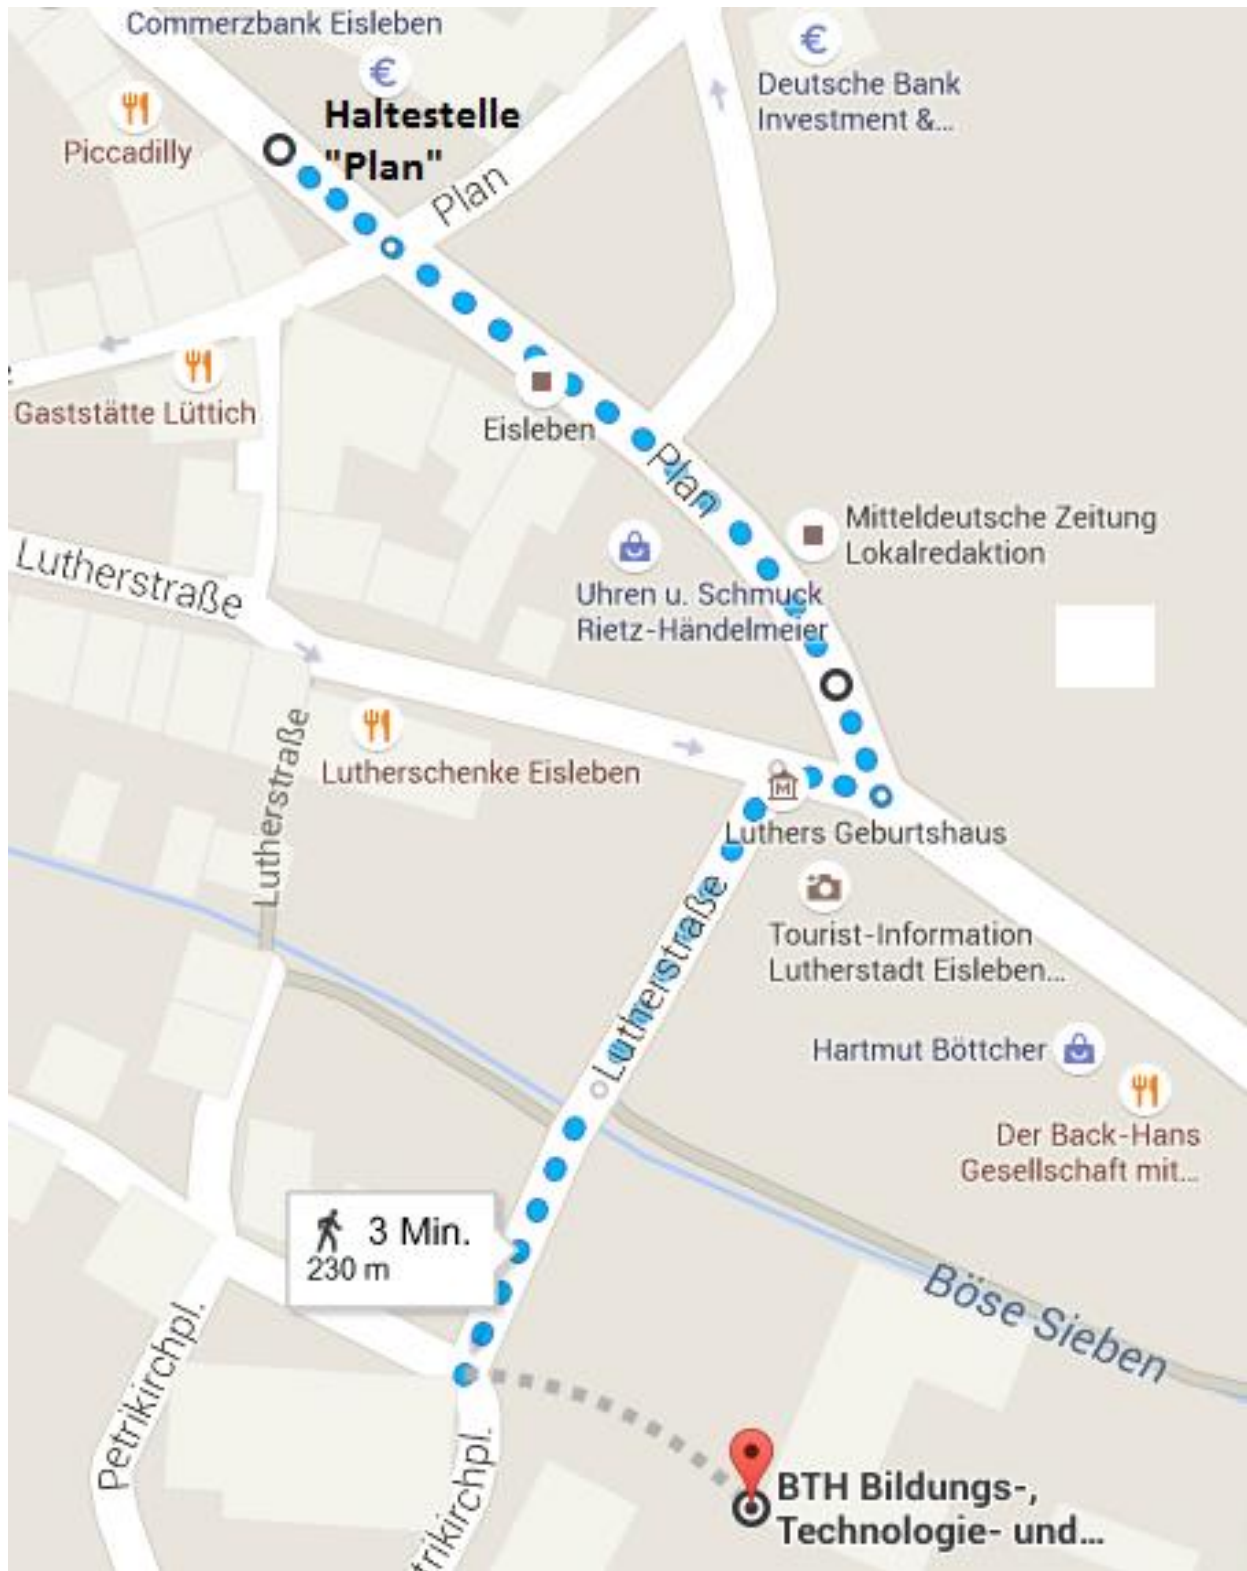 Commerzbank Eisleben
Deutsche Bank
Investment &...
Piccadilly
Haltestelle
"Plan"
Plan
Gaststätte Lüttich
Eisleben
Plan
Mitteldeutsche Zeitung
Lokalredaktion
Lutherstraße
Uhren u. Schmuck
Rietz-Händelmeier
Lutherstraße
Lutherschenke Eisleben
M
Luthers Geburtshaus
Lutherstraße
Tourist-Information
Lutherstadt Eisleben...
Hartmut Böttcher
Der Back-Hans
Gesellschaft mit...
3 Min.
230 m
Böse Sieben
Petrikirchpl.
trikirchpl.
BTH Bildungs-,
Technologie- und...